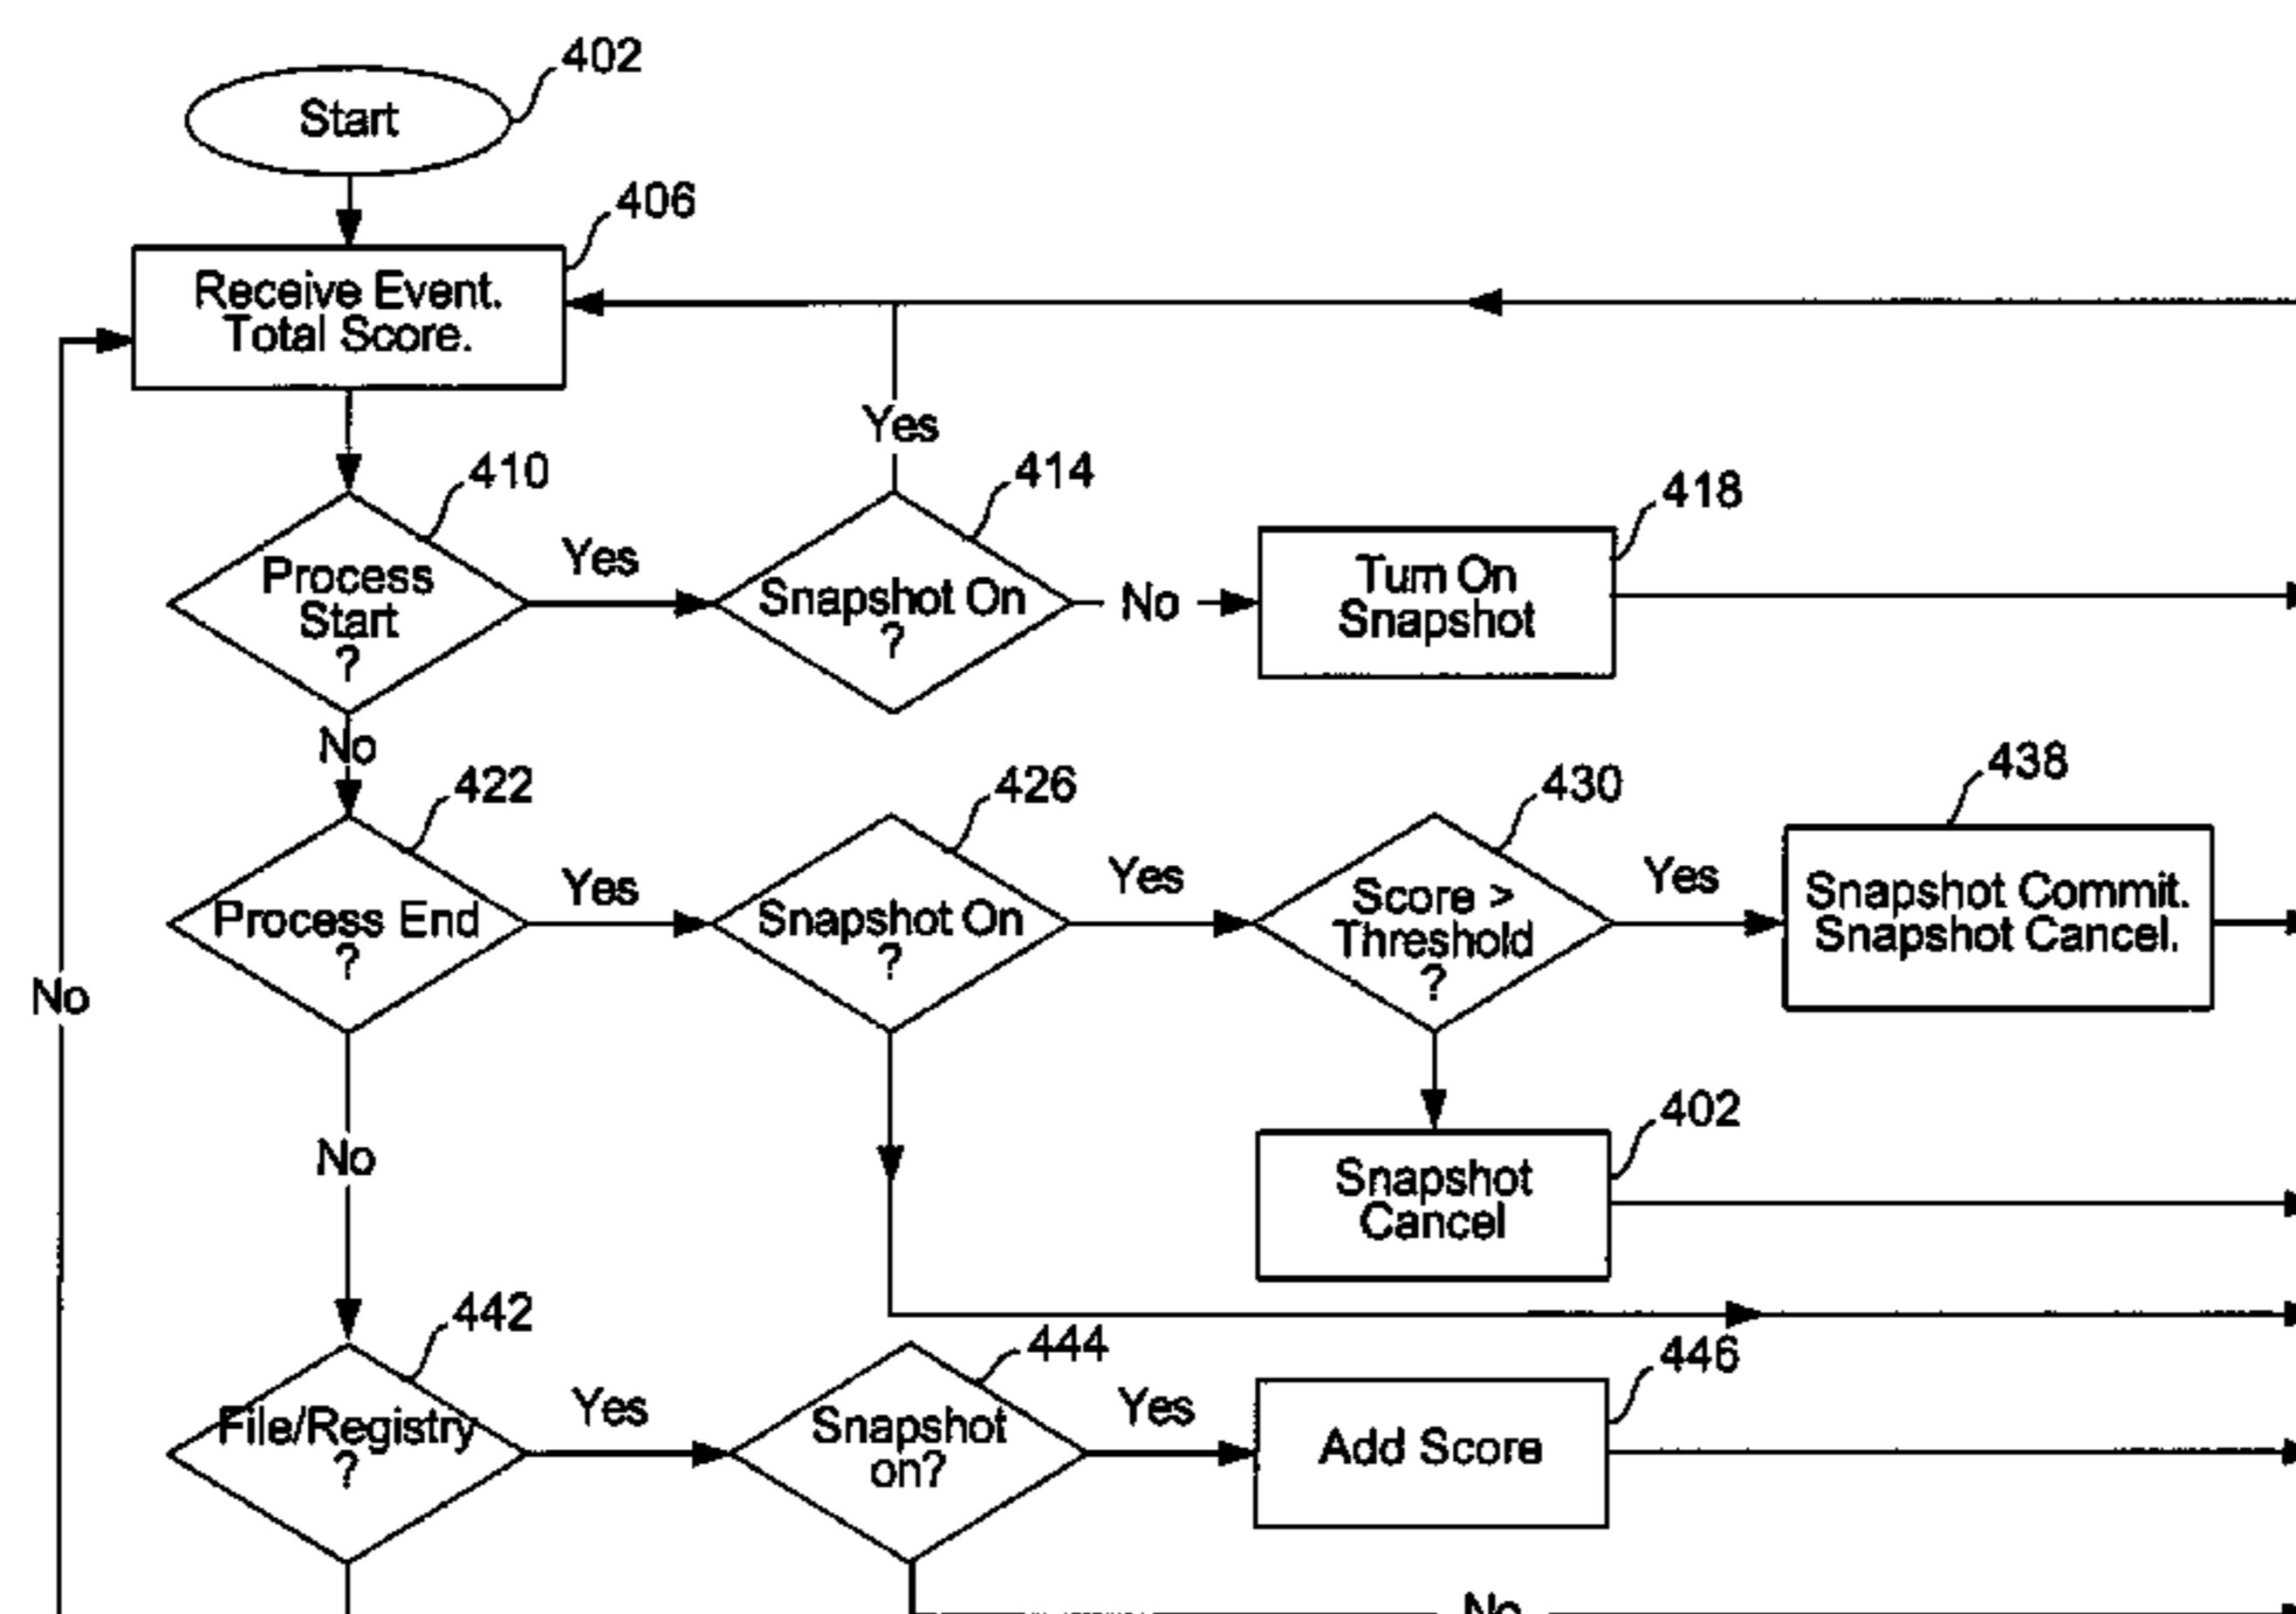 402
Start
406
Receive Event.
Total Score.
Yes
410
414
418
Process
Start
?
Yes
Snapshot On
?
No
Turn On
Snapshot
No
422
426
430
438
Process End
?
Yes
Snapshot On
?
Yes
Score >
Threshold
?
Yes
Snapshot Commit.
Snapshot Cancel.
No
No
402
Snapshot
Cancel
442
444
446
File/Registry
?
Yes
Snapshot
on?
Yes
Add Score
No